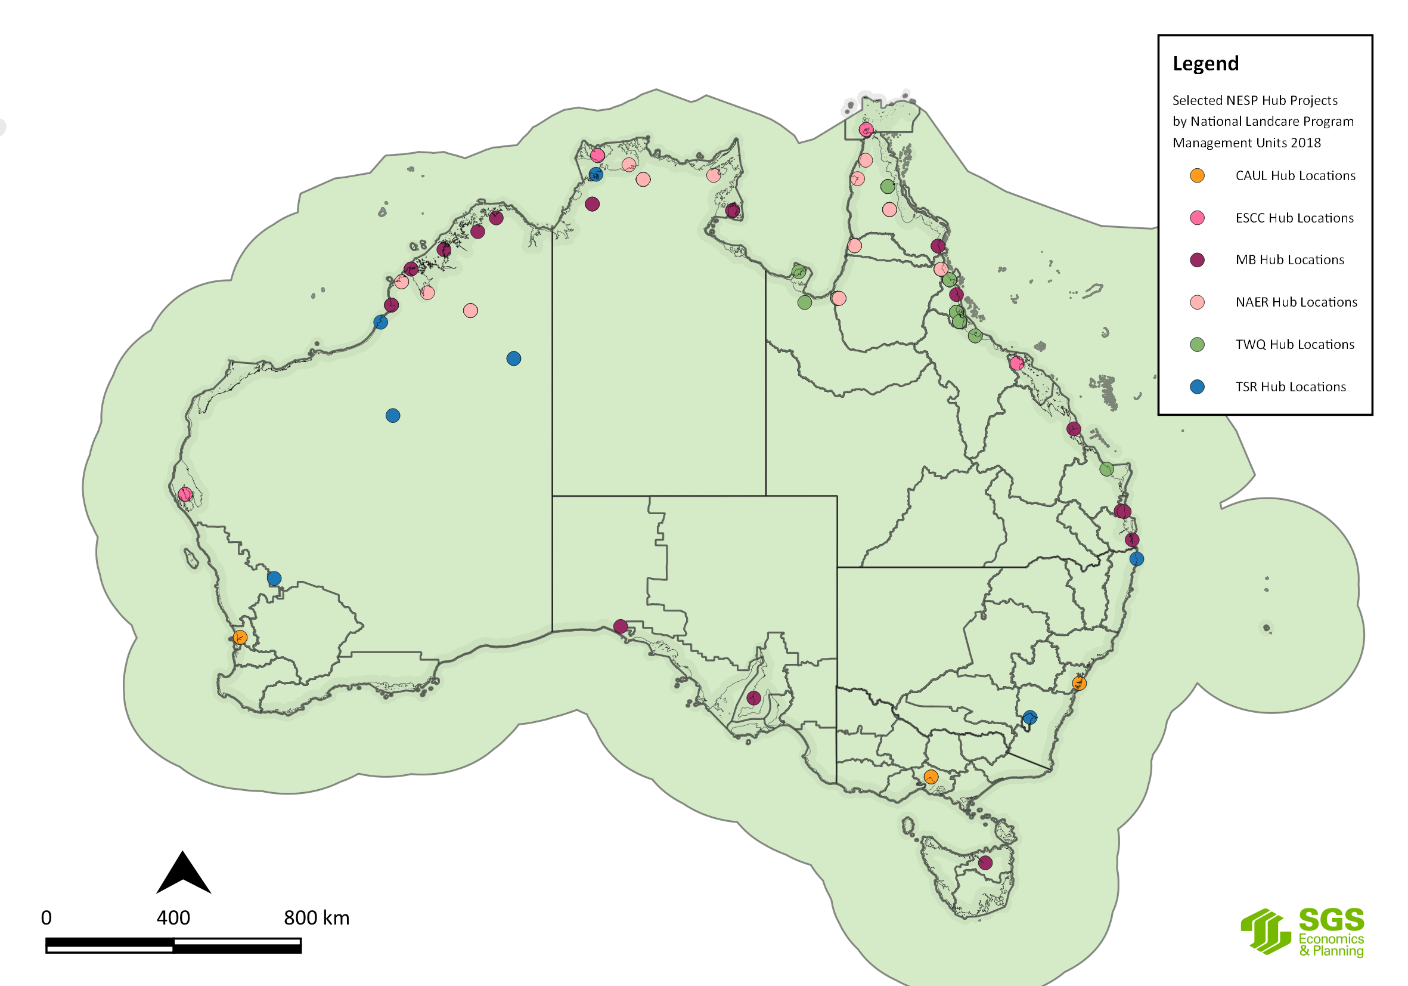 Legend
Selected NESP Hub Projects
by National Landcare Program
Management Units 2018
CAUL Hub Locations
ESCC Hub Locations
MB Hub Locations
NAER Hub Locations
TWQ Hub Locations
TSR Hub Locations
0 400 800 km
SGS
Economics
& Planning